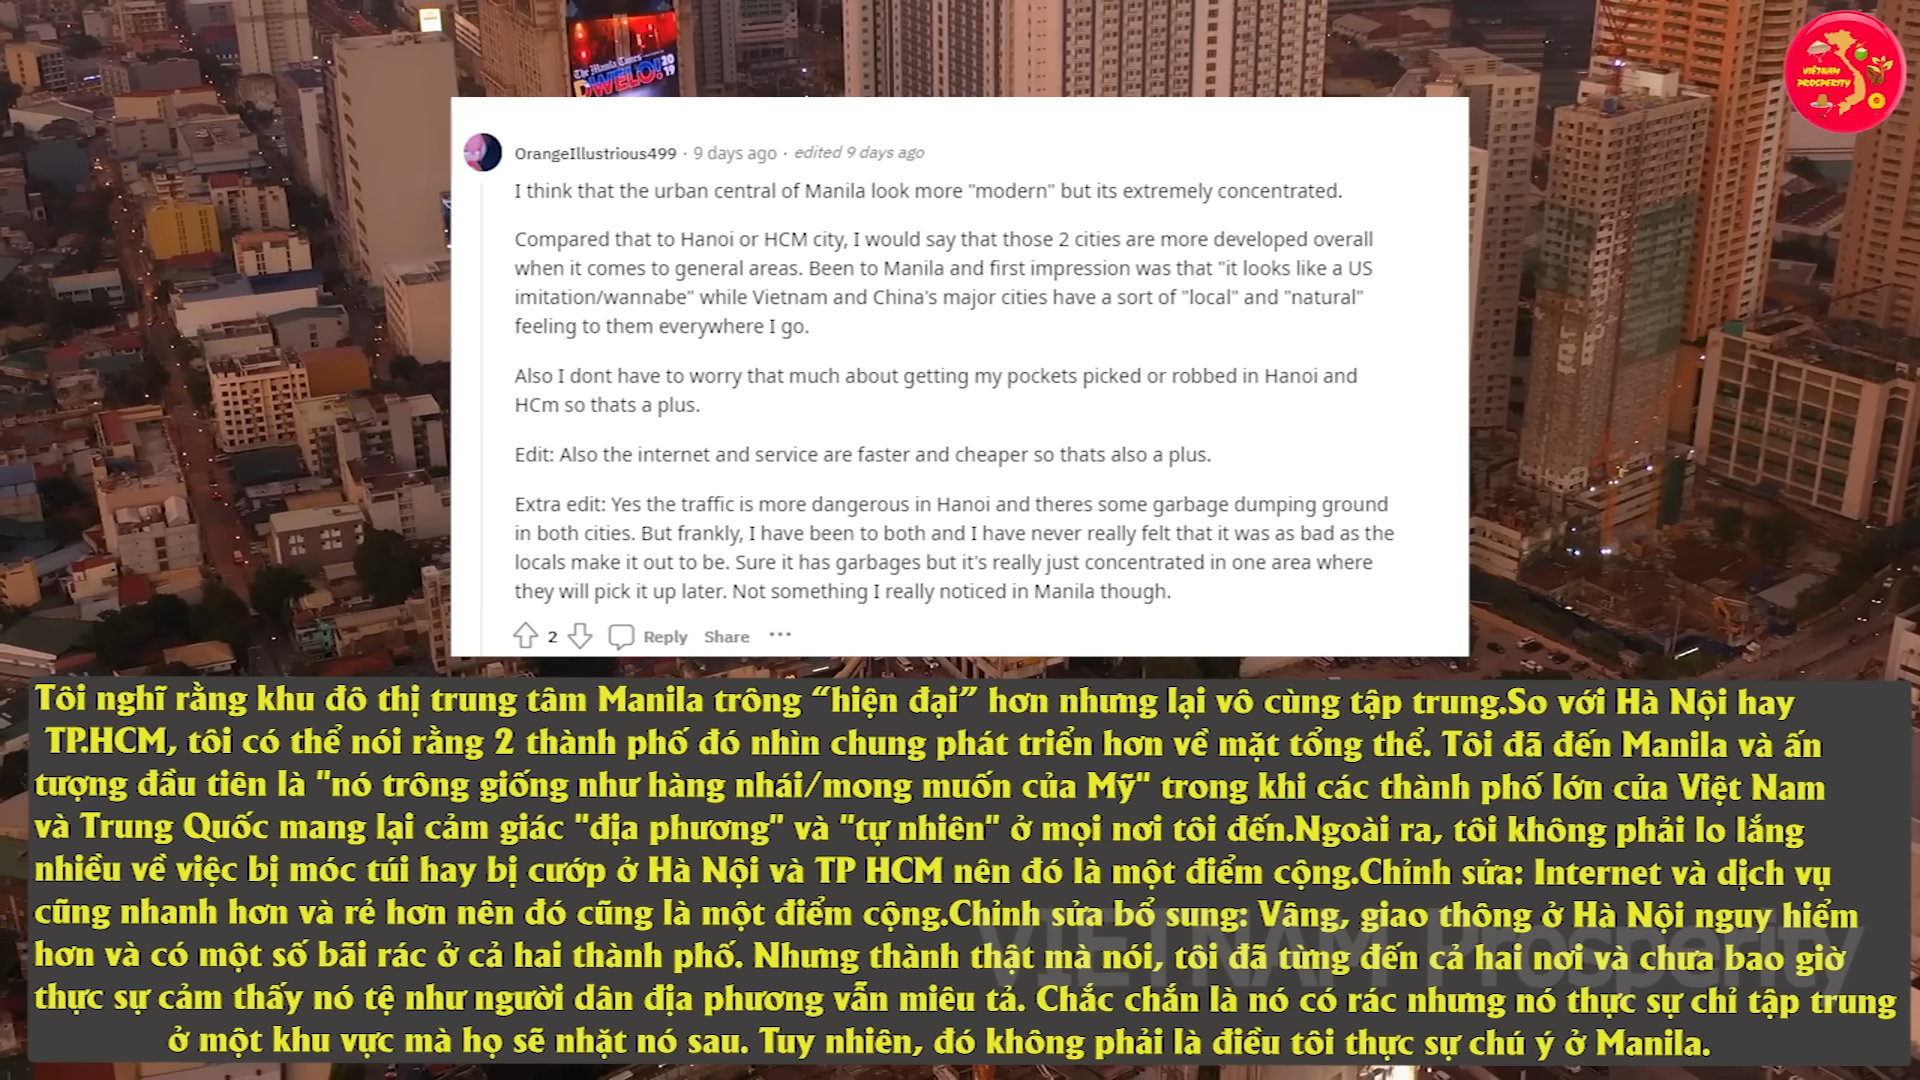 The Manila Times
DWELO! 2019
VIETNAM
PROSPERITY
OrangeIllustrious499 · 9 days ago · edited 9 days ago
I think that the urban central of Manila look more "modern" but its extremely concentrated.
Compared that to Hanoi or HCM city, I would say that those 2 cities are more developed overall
when it comes to general areas. Been to Manila and first impression was that "it looks like a US
imitation/wannabe" while Vietnam and China's major cities have a sort of "local" and "natural"
feeling to them everywhere I go.
Also I dont have to worry that much about getting my pockets picked or robbed in Hanoi and
HCm so thats a plus.
Edit: Also the internet and service are faster and cheaper so thats also a plus.
Extra edit: Yes the traffic is more dangerous in Hanoi and theres some garbage dumping ground
in both cities. But frankly, I have been to both and I have never really felt that it was as bad as the
locals make it out to be. Sure it has garbages but it's really just concentrated in one area where
they will pick it up later. Not something I really noticed in Manila though.
2 Reply Share ···
Tôi nghĩ rằng khu đô thị trung tâm Manila trông “hiện đại” hơn nhưng lại vô cùng tập trung.So với Hà Nội hay
TP.HCM, tôi có thể nói rằng 2 thành phố đó nhìn chung phát triển hơn về mặt tổng thể. Tôi đã đến Manila và ấn
tượng đầu tiên là "nó trông giống như hàng nhái/mong muốn của Mỹ" trong khi các thành phố lớn của Việt Nam
và Trung Quốc mang lại cảm giác "địa phương" và "tự nhiên" ở mọi nơi tôi đến.Ngoài ra, tôi không phải lo lắng
nhiều về việc bị móc túi hay bị cướp ở Hà Nội và TP HCM nên đó là một điểm cộng.Chỉnh sửa: Internet và dịch vụ
cũng nhanh hơn và rẻ hơn nên đó cũng là một điểm cộng.Chỉnh sửa bổ sung: Vâng, giao thông ở Hà Nội nguy hiểm
hơn và có một số bãi rác ở cả hai thành phố. Nhưng thành thật mà nói, tôi đã từng đến cả hai nơi và chưa bao giờ
thực sự cảm thấy nó tệ như người dân địa phương vẫn miêu tả. Chắc chắn là nó có rác nhưng nó thực sự chỉ tập trung
ở một khu vực mà họ sẽ nhặt nó sau. Tuy nhiên, đó không phải là điều tôi thực sự chú ý ở Manila.
VIETNAM Prosperity